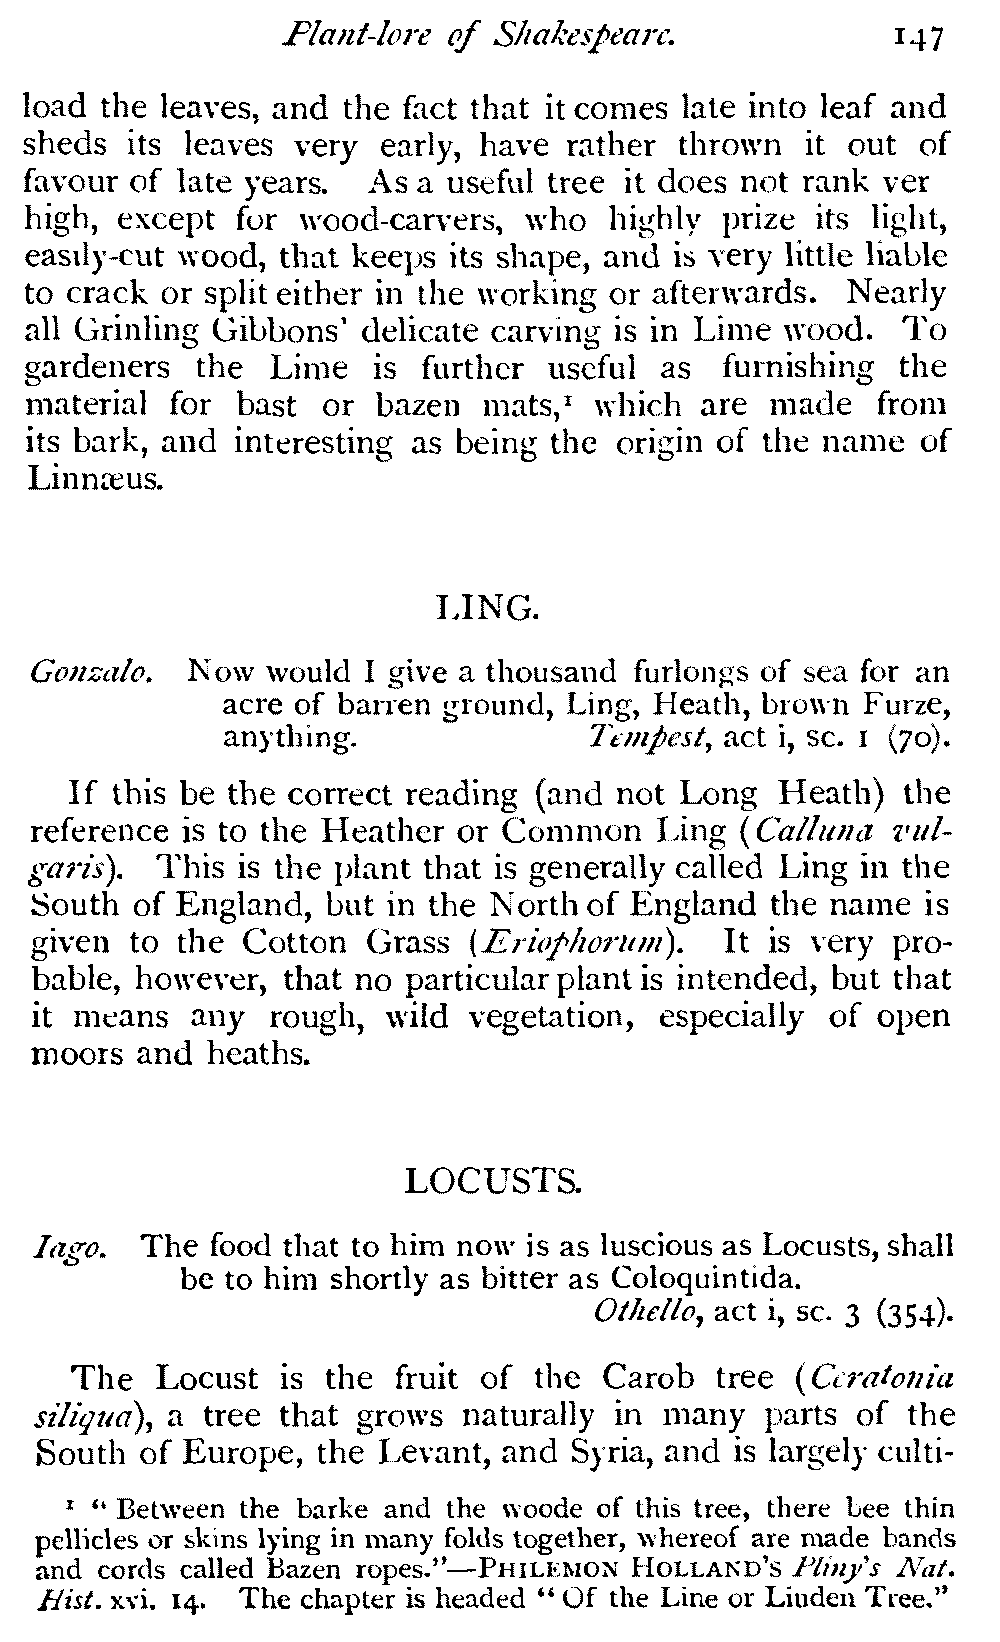 Plant-lore of Shakespeare. 147
load the leaves, and the fact that it comes late into leaf and
sheds its leaves very early, have rather thrown it out of
favour of late years. As a useful tree it does not rank ver
high, except for wood-carvers, who highly prize its light,
easily-cut wood, that keeps its shape, and is very little liable
to crack or split either in the working or afterwards. Nearly
all Grinling Gibbons' delicate carving is in Lime wood. To
gardeners the Lime is further useful as furnishing the
material for bast or bazen mats,¹ which are made from
its bark, and interesting as being the origin of the name of
Linnæus.
LING.
Gonzalo. Now would I give a thousand furlongs of sea for an
acre of barren ground, Ling, Heath, brown Furze,
anything. Tempest, act i, sc. 1 (70).
If this be the correct reading (and not Long Heath) the
reference is to the Heather or Common Ling (Calluna vul-
garis). This is the plant that is generally called Ling in the
South of England, but in the North of England the name is
given to the Cotton Grass (Eriophorum). It is very pro-
bable, however, that no particular plant is intended, but that
it means any rough, wild vegetation, especially of open
moors and heaths.
LOCUSTS.
Iago. The food that to him now is as luscious as Locusts, shall
be to him shortly as bitter as Coloquintida.
Othello, act i, sc. 3 (354).
The Locust is the fruit of the Carob tree (Ceratonia
siliqua), a tree that grows naturally in many parts of the
South of Europe, the Levant, and Syria, and is largely culti-
¹ "Between the barke and the woode of this tree, there bee thin
pellicles or skins lying in many folds together, whereof are made bands
and cords called Bazen ropes."—PHILEMON HOLLAND'S Pliny's Nat.
Hist. xvi. 14. The chapter is headed "Of the Line or Linden Tree."